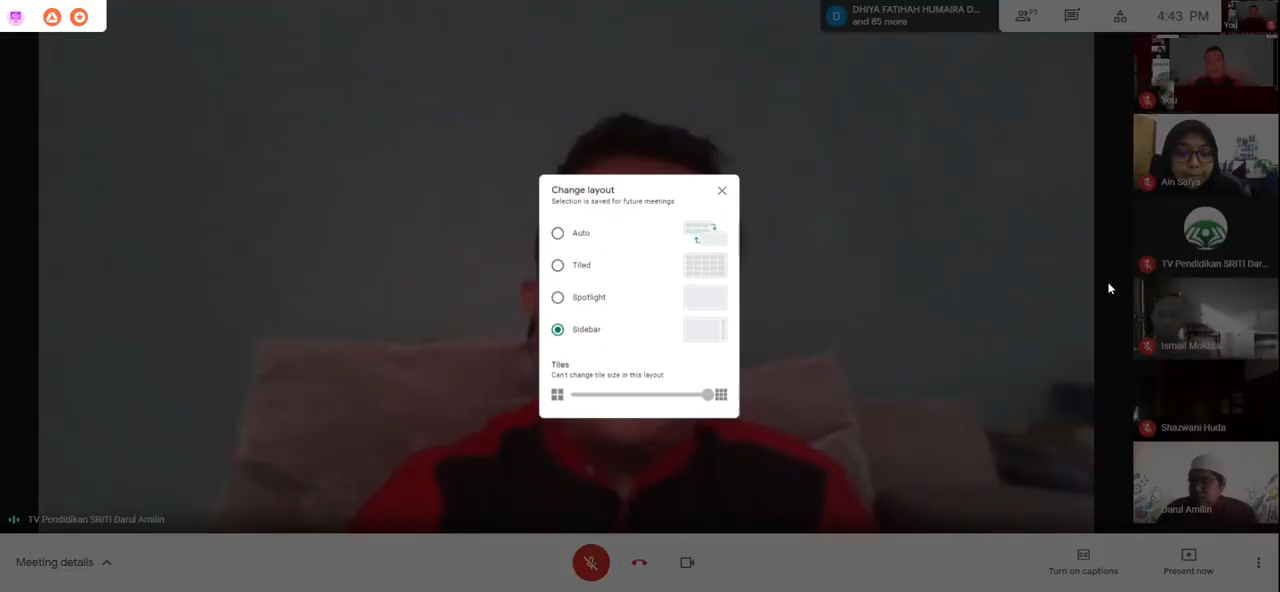 DHIYA FATIHAH HUMAIRA D...
and 85 more
93
4:43 PM
You
You
Ain Safya
TV Pendidikan SRITI Dar...
Shazwani Huda
Darul Amilin
Change layout
Selection is saved for future meetings
Auto
Tiled
Spotlight
Sidebar
Tiles
Can't change tile size in this layout
TV Pendidikan SRITI Darul Amilin
Meeting details
Turn on captions
Present now